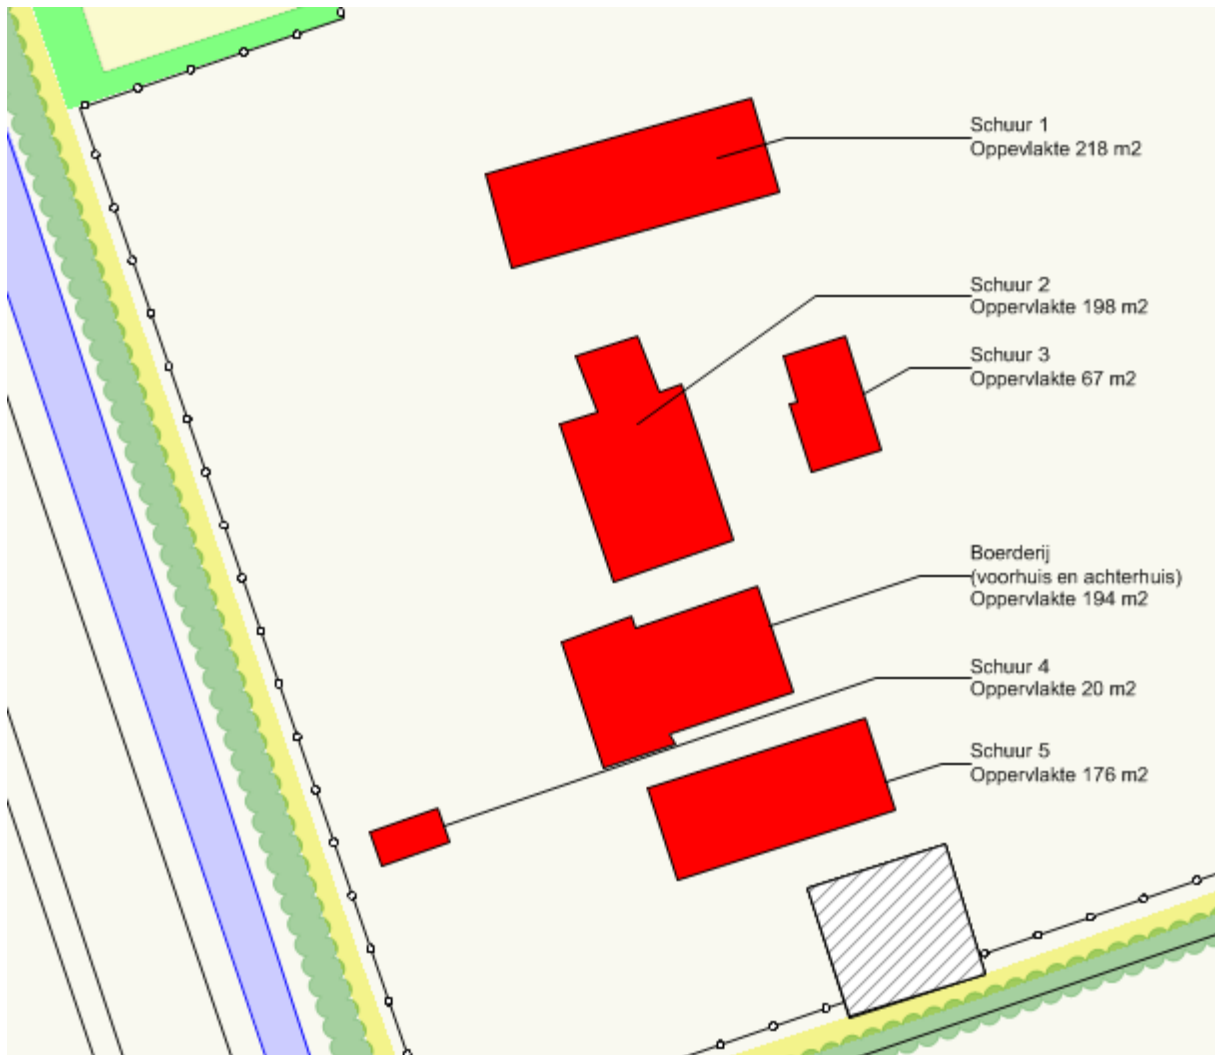 Schuur 1
Oppevlakte 218 m2
Schuur 2
Oppervlakte 198 m2
Schuur 3
Oppervlakte 67 m2
Boerderij
(voorhuis en achterhuis)
Oppervlakte 194 m2
Schuur 4
Oppervlakte 20 m2
Schuur 5
Oppervlakte 176 m2